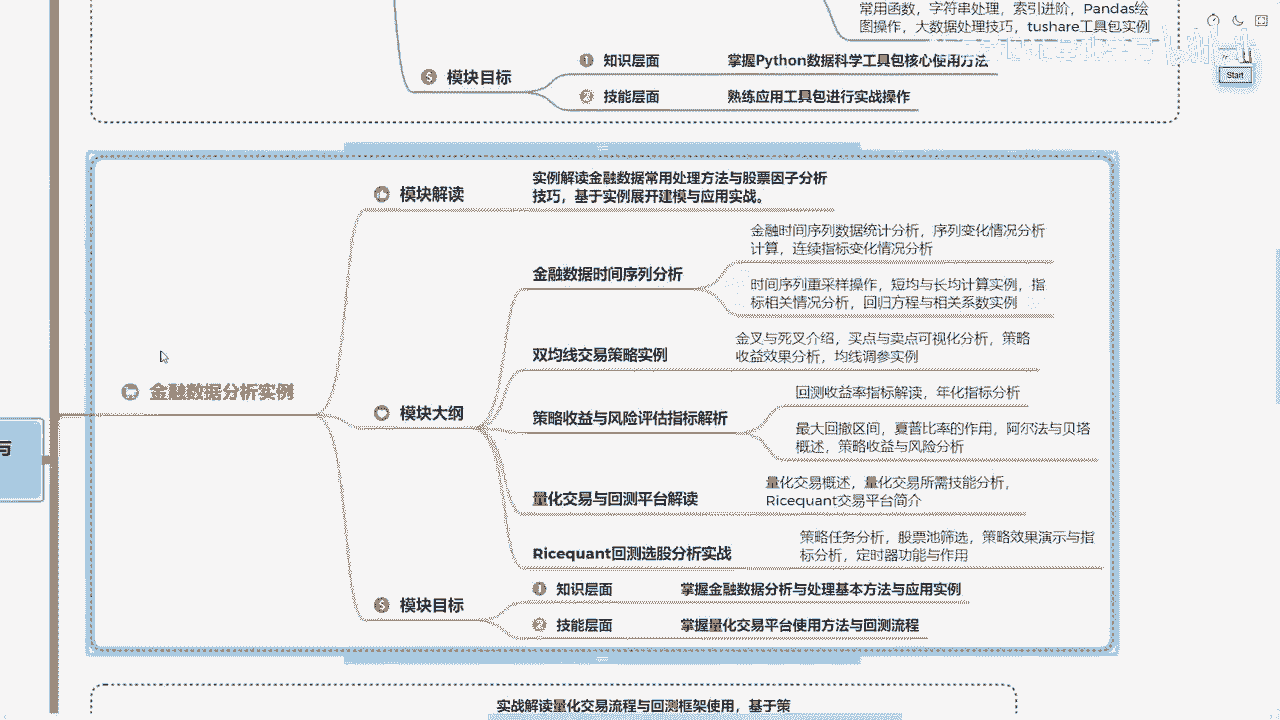 常用函数，字符串处理，索引进阶，Pandas绘
图操作，大数据处理技巧，tushare工具包实例
Start
模块目标
1 知识层面 掌握Python数据科学工具包核心使用方法
2 技能层面 熟练应用工具包进行实战操作
模块解读
实例解读金融数据常用处理方法与股票因子分析
技巧，基于实例展开建模与应用实战。
金融数据时间序列分析
金融时间序列数据统计分析，序列变化情况分析
计算，连续指标变化情况分析
时间序列重采样操作，短均与长均计算实例，指
标相关情况分析，回归方程与相关系数实例
双均线交易策略实例
金叉与死叉介绍，买点与卖点可视化分析，策略
收益效果分析，均线调参实例
金融数据分析实例
模块大纲
策略收益与风险评估指标解析
回测收益率指标解读，年化指标分析
最大回撤区间，夏普比率的作用，阿尔法与贝塔
概述，策略收益与风险分析
与
量化交易与回测平台解读
量化交易概述，量化交易所需技能分析，
Ricequant交易平台简介
Ricequant回测选股分析实战
策略任务分析，股票池筛选，策略效果演示与指
标分析，定时器功能与作用
模块目标
1 知识层面 掌握金融数据分析与处理基本方法与应用实例
2 技能层面 掌握量化交易平台使用方法与回测流程
实战解读量化交易流程与回测框架使用，基于策